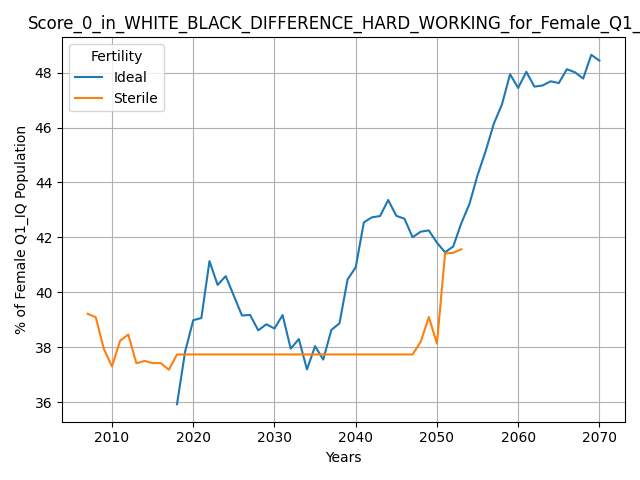 Score_0_in_WHITE_BLACK_DIFFERENCE_HARD_WORKING_for_Female_Q1_
Fertility
Ideal
Sterile
% of Female Q1_IQ Population
48
46
44
42
40
38
36
2010
2020
2030
2040
2050
2060
2070
Years